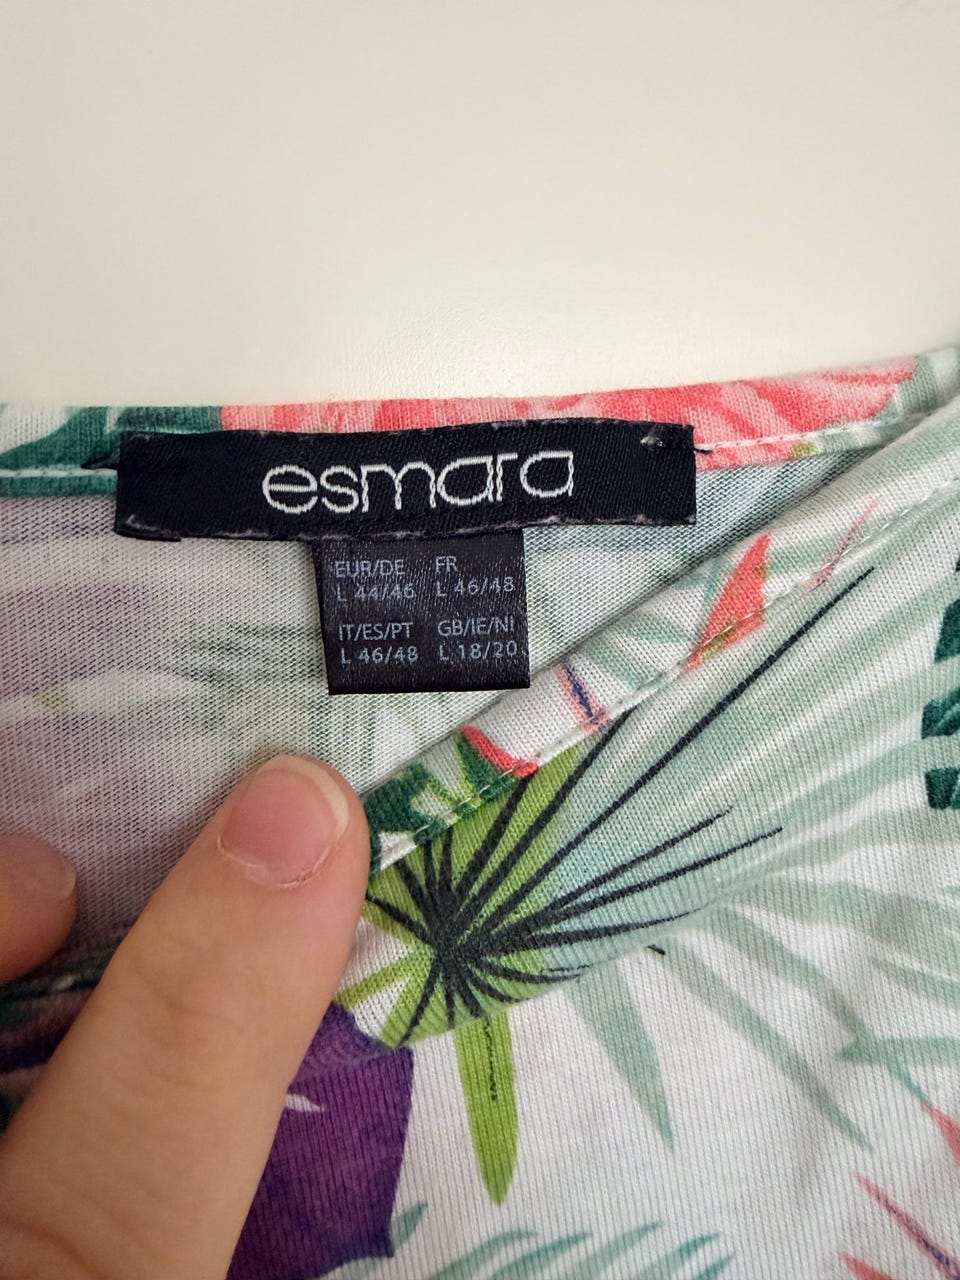 esmara
EUR/DE FR
L 44/46 L 46/48
IT/ES/PT GB/IE/NI
L 46/48 L 18/20